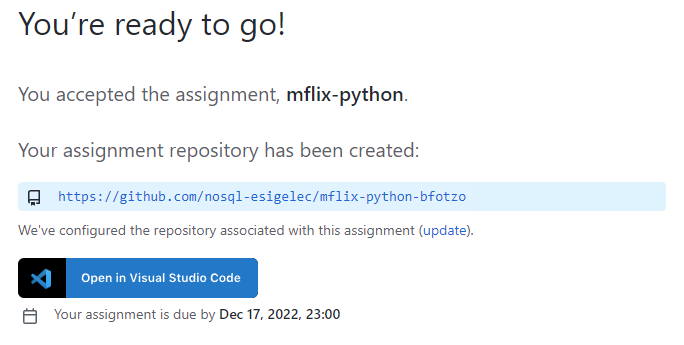 You’re ready to go!
You accepted the assignment, mflix-python.
Your assignment repository has been created:
https://github.com/nosql-esigelec/mflix-python-bfotzo
We've configured the repository associated with this assignment (update).
Open in Visual Studio Code
Your assignment is due by Dec 17, 2022, 23:00